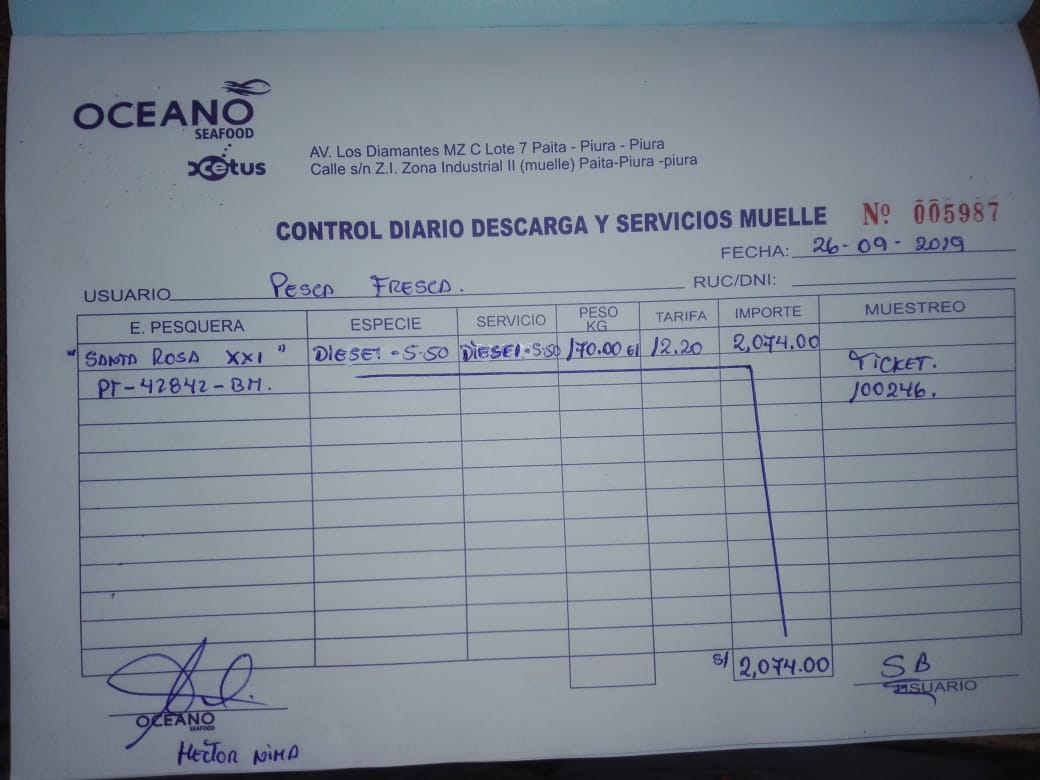 OCEANO
SEAFOOD
xcetus
AV. Los Diamantes MZ C Lote 7 Paita - Piura - Piura
Calle s/n Z.I. Zona Industrial II (muelle) Paita-Piura -piura
CONTROL DIARIO DESCARGA Y SERVICIOS MUELLE Nº 005987
FECHA: 26-09-2019
USUARIO PESCA FRESCA. RUC/DNI:
E. PESQUERA ESPECIE SERVICIO PESO KG TARIFA IMPORTE MUESTREO
"SANTA ROSA XXI" DIESEl-S-50 DIESEl-S-50 170.00 Gl 12.20 2,074.00 TICKET.
PT-42842-BM. 100246.
S/ 2,074.00 SB
USUARIO
OCEANO
SEAFOOD
HECTOR NIMA